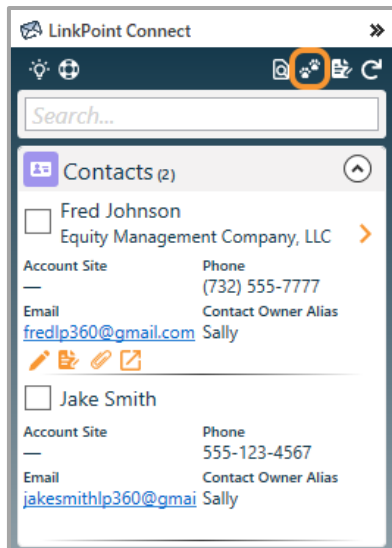 LinkPoint Connect
Search...
Contacts (2)
Fred Johnson
Equity Management Company, LLC
Account Site Phone
— (732) 555-7777
Email Contact Owner Alias
fredlp360@gmail.com Sally
Jake Smith
Account Site Phone
— 555-123-4567
Email Contact Owner Alias
jakesmithlp360@gmai Sally